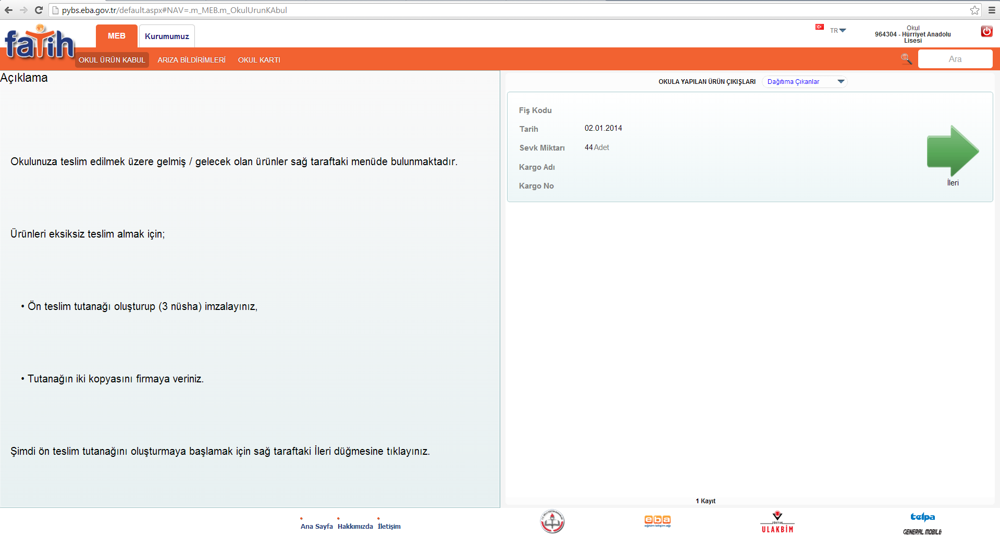 pybs.eba.gov.tr/default.aspx#NAV=.m_MEB.m_OkulUrunKAbul
fatih
MEB
Kurumumuz
TR
Okul
964304 - Hürriyet Anadolu
Lisesi
OKUL ÜRÜN KABUL
ARIZA BİLDİRİMLERİ
OKUL KARTI
Ara
Açıklama
Okulunuza teslim edilmek üzere gelmiş / gelecek olan ürünler sağ taraftaki menüde bulunmaktadır.
Ürünleri eksiksiz teslim almak için;
• Ön teslim tutanağı oluşturup (3 nüsha) imzalayınız,
• Tutanağın iki kopyasını firmaya veriniz.
Şimdi ön teslim tutanağını oluşturmaya başlamak için sağ taraftaki İleri düğmesine tıklayınız.
OKULA YAPILAN ÜRÜN ÇIKIŞLARI
Dağıtıma Çıkanlar
Fiş Kodu
Tarih 02.01.2014
Sevk Miktarı 44 Adet
Kargo Adı
Kargo No
İleri
1 Kayıt
Ana Sayfa
Hakkımızda
İletişim
eba
eğitim bilişim ağı
ULAKBİM
telpa
GENERAL MOBILE